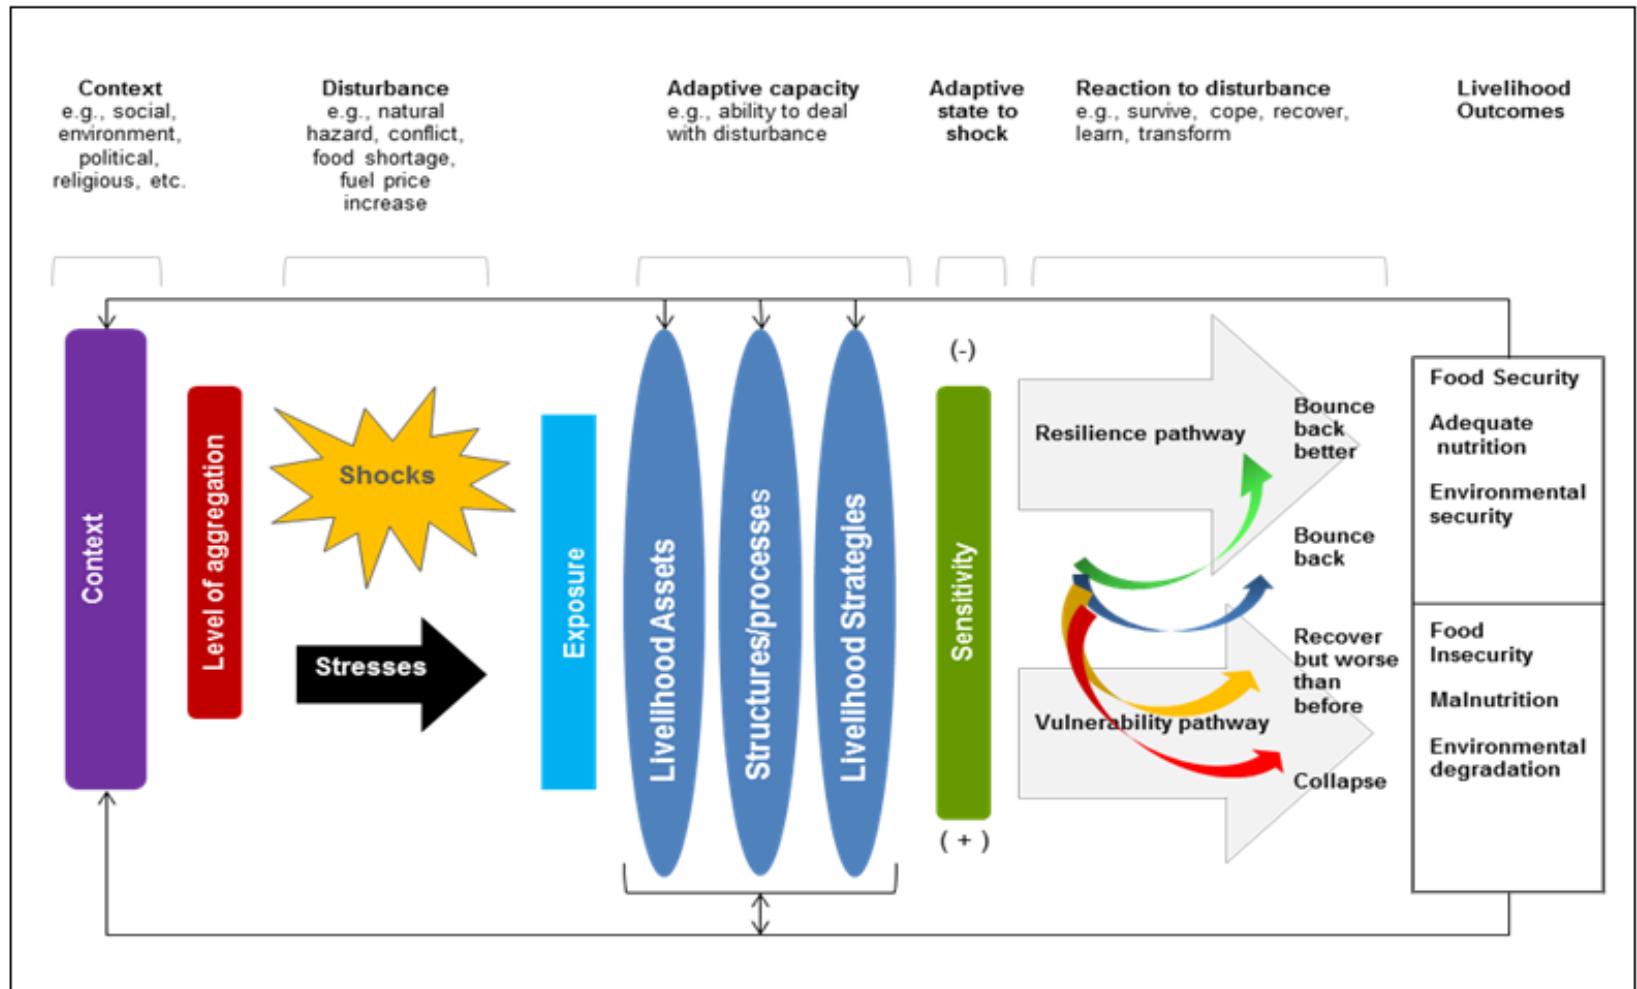 Context
e.g., social,
environment,
political,
religious, etc.
Disturbance
e.g., natural
hazard, conflict,
food shortage,
fuel price
increase
Adaptive capacity
e.g., ability to deal
with disturbance
Adaptive
state to
shock
Reaction to disturbance
e.g., survive, cope, recover,
learn, transform
Livelihood
Outcomes
Context
Level of aggregation
Shocks
Stresses
Exposure
Livelihood Assets
Structures/processes
Livelihood Strategies
(-)
Sensitivity
( + )
Resilience pathway
Bounce
back
better
Bounce
back
Recover
but worse
than
before
Vulnerability pathway
Collapse
Food Security
Adequate
nutrition
Environmental
security
Food
Insecurity
Malnutrition
Environmental
degradation